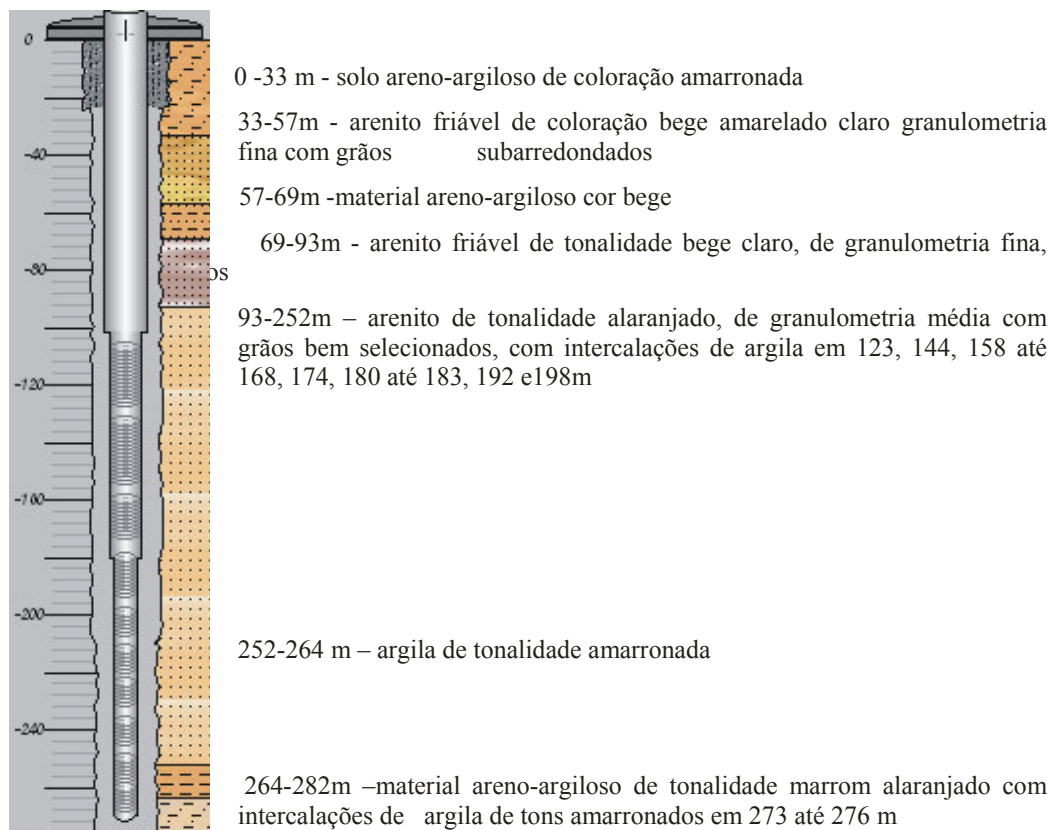 0
0 -33 m - solo areno-argiloso de coloração amarronada
33-57m - arenito friável de coloração bege amarelado claro granulometria
fina com grãos subarredondados
-40
57-69m -material areno-argiloso cor bege
69-93m - arenito friável de tonalidade bege claro, de granulometria fina,
-80
os
93-252m – arenito de tonalidade alaranjado, de granulometria média com
grãos bem selecionados, com intercalações de argila em 123, 144, 158 até
168, 174, 180 até 183, 192 e198m
-120
-160
-200
252-264 m – argila de tonalidade amarronada
-240
264-282m –material areno-argiloso de tonalidade marrom alaranjado com
intercalações de argila de tons amarronados em 273 até 276 m